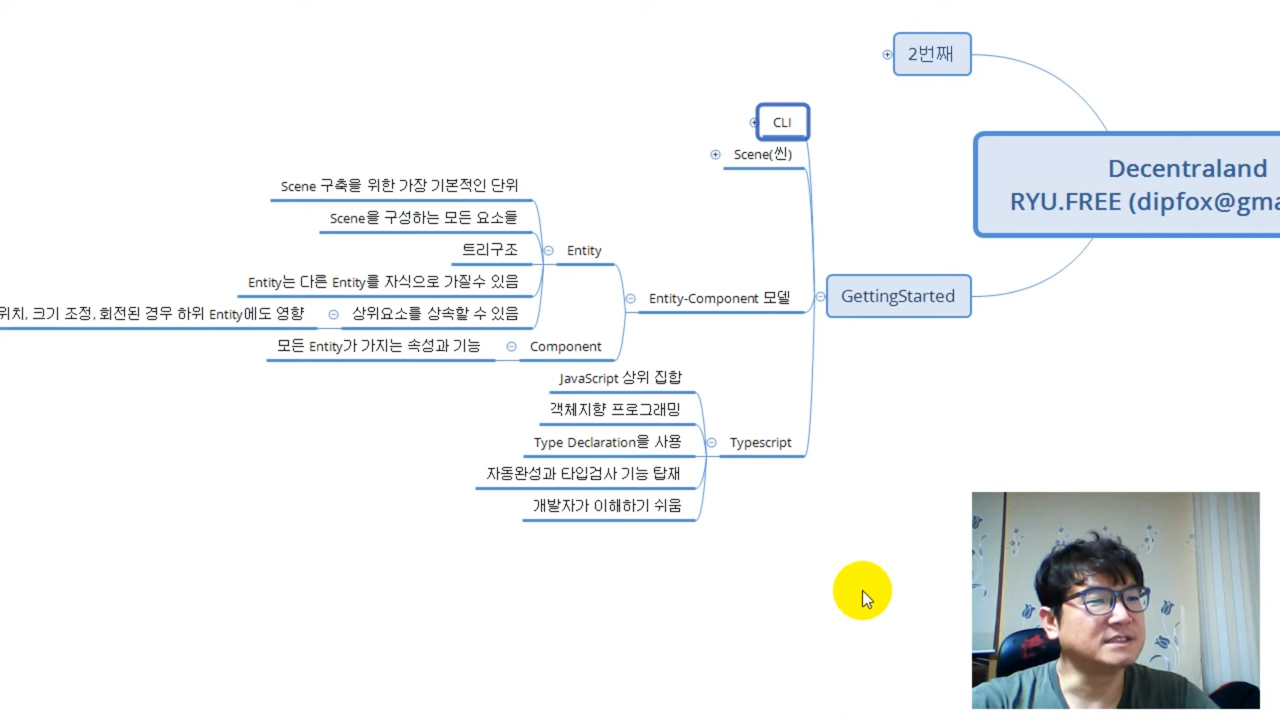 2번째
CLI
Scene(씬)
Decentraland
RYU.FREE (dipfox@gma
Scene 구축을 위한 가장 기본적인 단위
Scene을 구성하는 모든 요소들
트리구조
Entity
Entity는 다른 Entity를 자식으로 가질수 있음
위치, 크기 조정, 회전된 경우 하위 Entity에도 영향
상위요소를 상속할 수 있음
Entity-Component 모델
GettingStarted
모든 Entity가 가지는 속성과 기능
Component
JavaScript 상위 집합
객체지향 프로그래밍
Type Declaration을 사용
Typescript
자동완성과 타입검사 기능 탑재
개발자가 이해하기 쉬움